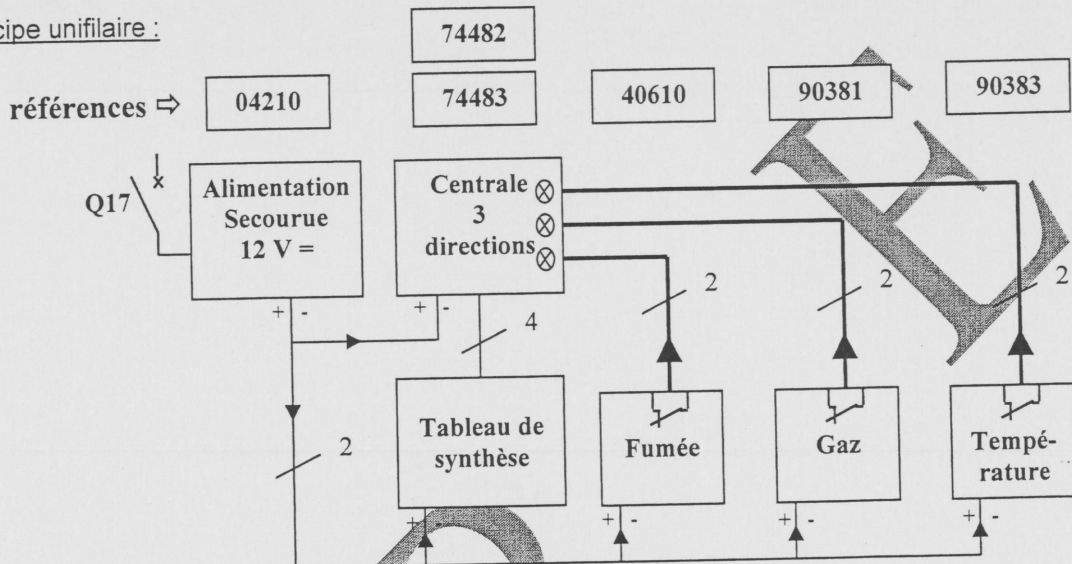 cipe unifilaire :
74482
références ⇨ 04210 74483 40610 90381 90383
Q17
Alimentation
Secourue
12 V =
Centrale
3
directions
2
2
2
+ -
+ -
4
2
Tableau de
synthèse
Fumée
Gaz
Tempé-
rature
+ -
+ -
+ -
+ -